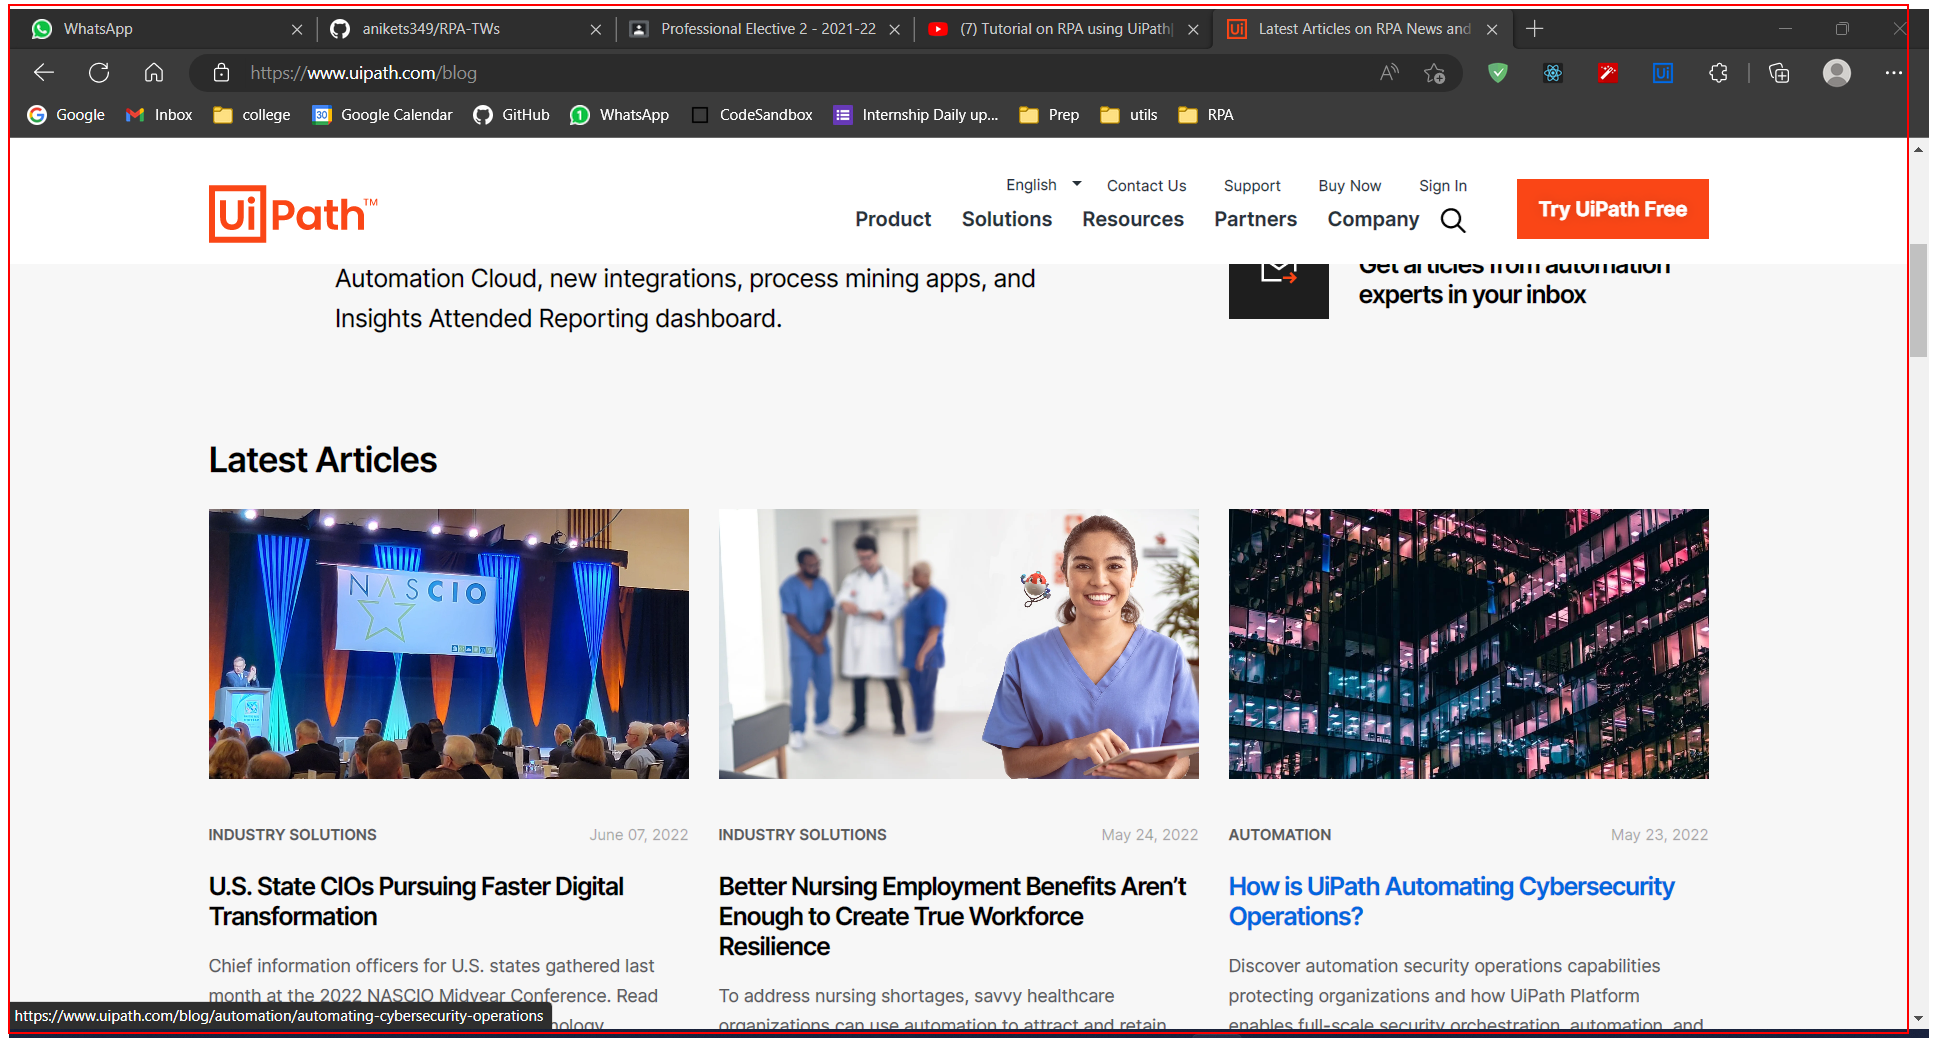 WhatsApp
anikets349/RPA-TWs
Professional Elective 2 - 2021-22
(7) Tutorial on RPA using UiPath|
Latest Articles on RPA News and
https://www.uipath.com/blog
Google
Inbox
college
30
Google Calendar
GitHub
1
WhatsApp
CodeSandbox
Internship Daily up...
Prep
utils
RPA
UiPath™
English
Contact Us
Support
Buy Now
Sign In
Product
Solutions
Resources
Partners
Company
Try UiPath Free
Automation Cloud, new integrations, process mining apps, and
Insights Attended Reporting dashboard.
Get articles from automation
experts in your inbox
Latest Articles
NASCIO
INDUSTRY SOLUTIONS
June 07, 2022
U.S. State CIOs Pursuing Faster Digital
Transformation
Chief information officers for U.S. states gathered last
month at the 2022 NASCIO Midyear Conference. Read
INDUSTRY SOLUTIONS
May 24, 2022
Better Nursing Employment Benefits Aren't
Enough to Create True Workforce
Resilience
To address nursing shortages, savvy healthcare
organizations can use automation to attract and retain
AUTOMATION
May 23, 2022
How is UiPath Automating Cybersecurity
Operations?
Discover automation security operations capabilities
protecting organizations and how UiPath Platform
enables full-scale security orchestration, automation, and
https://www.uipath.com/blog/automation/automating-cybersecurity-operations